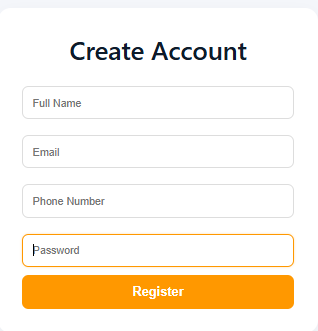 Create Account
Full Name
Email
Phone Number
Password
Register